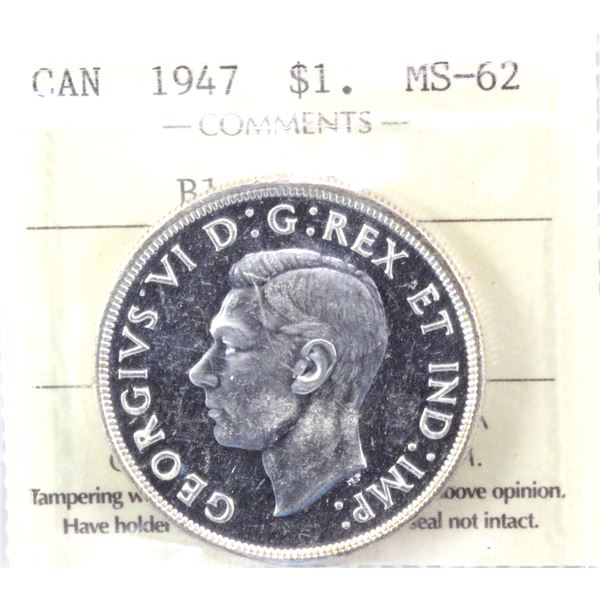 CAN 1947 $1. MS-62
— COMMENTS —
GEORGIVS VI D:G:REX ET IND:IMP:
Tampering above opinion.
Have holder seal not intact.